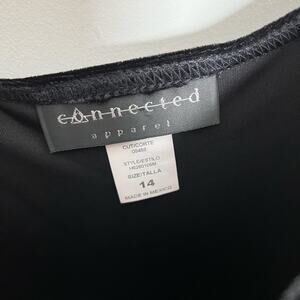 connected
apparel
CUT/CORTE
STYLE/ESTILO
SIZE/TALLA
14
MADE IN MEXICO